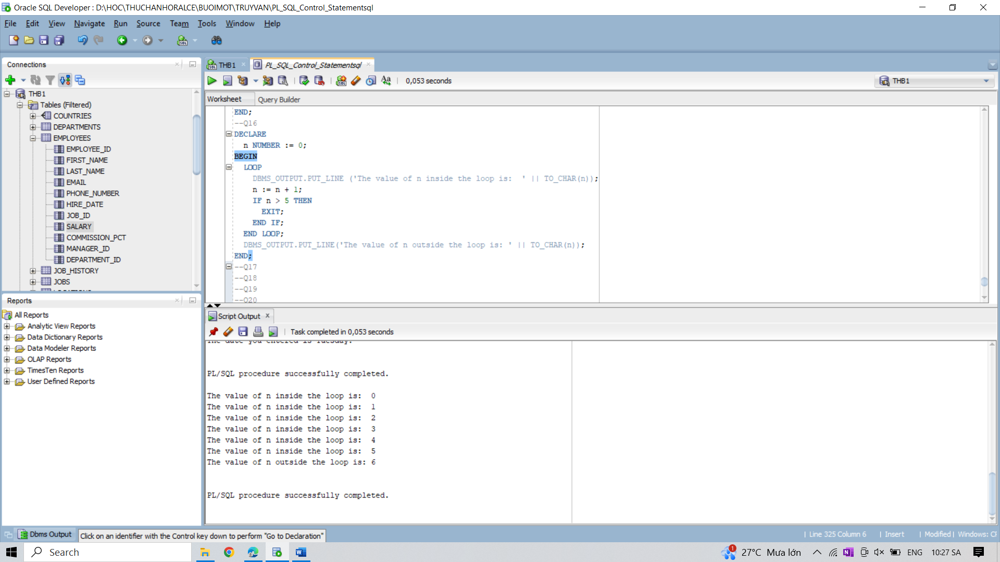 Oracle SQL Developer : D:\HOC\THUCHANHORALCE\BUOIMOT\TRUYVAN\PL_SQL_Control_Statementsql
File Edit View Navigate Run Source Team Tools Window Help
Connections
THB1
Tables (Filtered)
COUNTRIES
DEPARTMENTS
EMPLOYEES
EMPLOYEE_ID
FIRST_NAME
LAST_NAME
EMAIL
PHONE_NUMBER
HIRE_DATE
JOB_ID
SALARY
COMMISSION_PCT
MANAGER_ID
DEPARTMENT_ID
JOB_HISTORY
JOBS
Reports
All Reports
Analytic View Reports
Data Dictionary Reports
Data Modeler Reports
OLAP Reports
TimesTen Reports
User Defined Reports
THB1 PL_SQL_Control_Statementsql
0,053 seconds THB1
Worksheet Query Builder
END;
--Q16
DECLARE
n NUMBER := 0;
BEGIN
LOOP
DBMS_OUTPUT.PUT_LINE ('The value of n inside the loop is:  ' || TO_CHAR(n));
n := n + 1;
IF n > 5 THEN
EXIT;
END IF;
END LOOP;
DBMS_OUTPUT.PUT_LINE('The value of n outside the loop is: ' || TO_CHAR(n));
END;
--Q17
--Q18
--Q19
--Q20
Script Output
Task completed in 0,053 seconds
The date you entered is Tuesday.
PL/SQL procedure successfully completed.
The value of n inside the loop is:  0
The value of n inside the loop is:  1
The value of n inside the loop is:  2
The value of n inside the loop is:  3
The value of n inside the loop is:  4
The value of n inside the loop is:  5
The value of n outside the loop is: 6
PL/SQL procedure successfully completed.
Dbms Output Click on an identifier with the Control key down to perform "Go to Declaration"
| Line 325 Column 6 | Insert | Modified | Windows: CF
Search 1 27°C Mưa lớn ENG 10:27 SA